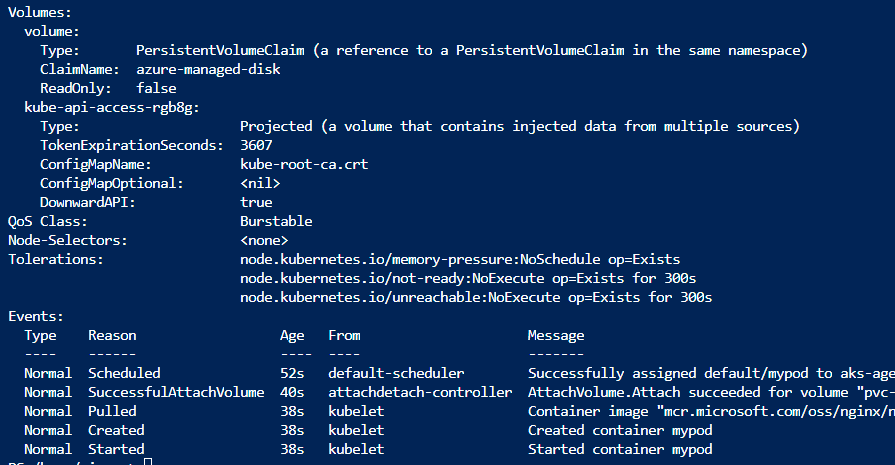 Volumes:
volume:
Type: PersistentVolumeClaim (a reference to a PersistentVolumeClaim in the same namespace)
ClaimName: azure-managed-disk
ReadOnly: false
kube-api-access-rgb8g:
Type: Projected (a volume that contains injected data from multiple sources)
TokenExpirationSeconds: 3607
ConfigMapName: kube-root-ca.crt
ConfigMapOptional: <nil>
DownwardAPI: true
QoS Class: Burstable
Node-Selectors: <none>
Tolerations: node.kubernetes.io/memory-pressure:NoSchedule op=Exists
node.kubernetes.io/not-ready:NoExecute op=Exists for 300s
node.kubernetes.io/unreachable:NoExecute op=Exists for 300s
Events:
Type Reason Age From Message
---- ------ ---- ---- -------
Normal Scheduled 52s default-scheduler Successfully assigned default/mypod to aks-age
Normal SuccessfulAttachVolume 40s attachdetach-controller AttachVolume.Attach succeeded for volume "pvc-
Normal Pulled 38s kubelet Container image "mcr.microsoft.com/oss/nginx/n
Normal Created 38s kubelet Created container mypod
Normal Started 38s kubelet Started container mypod